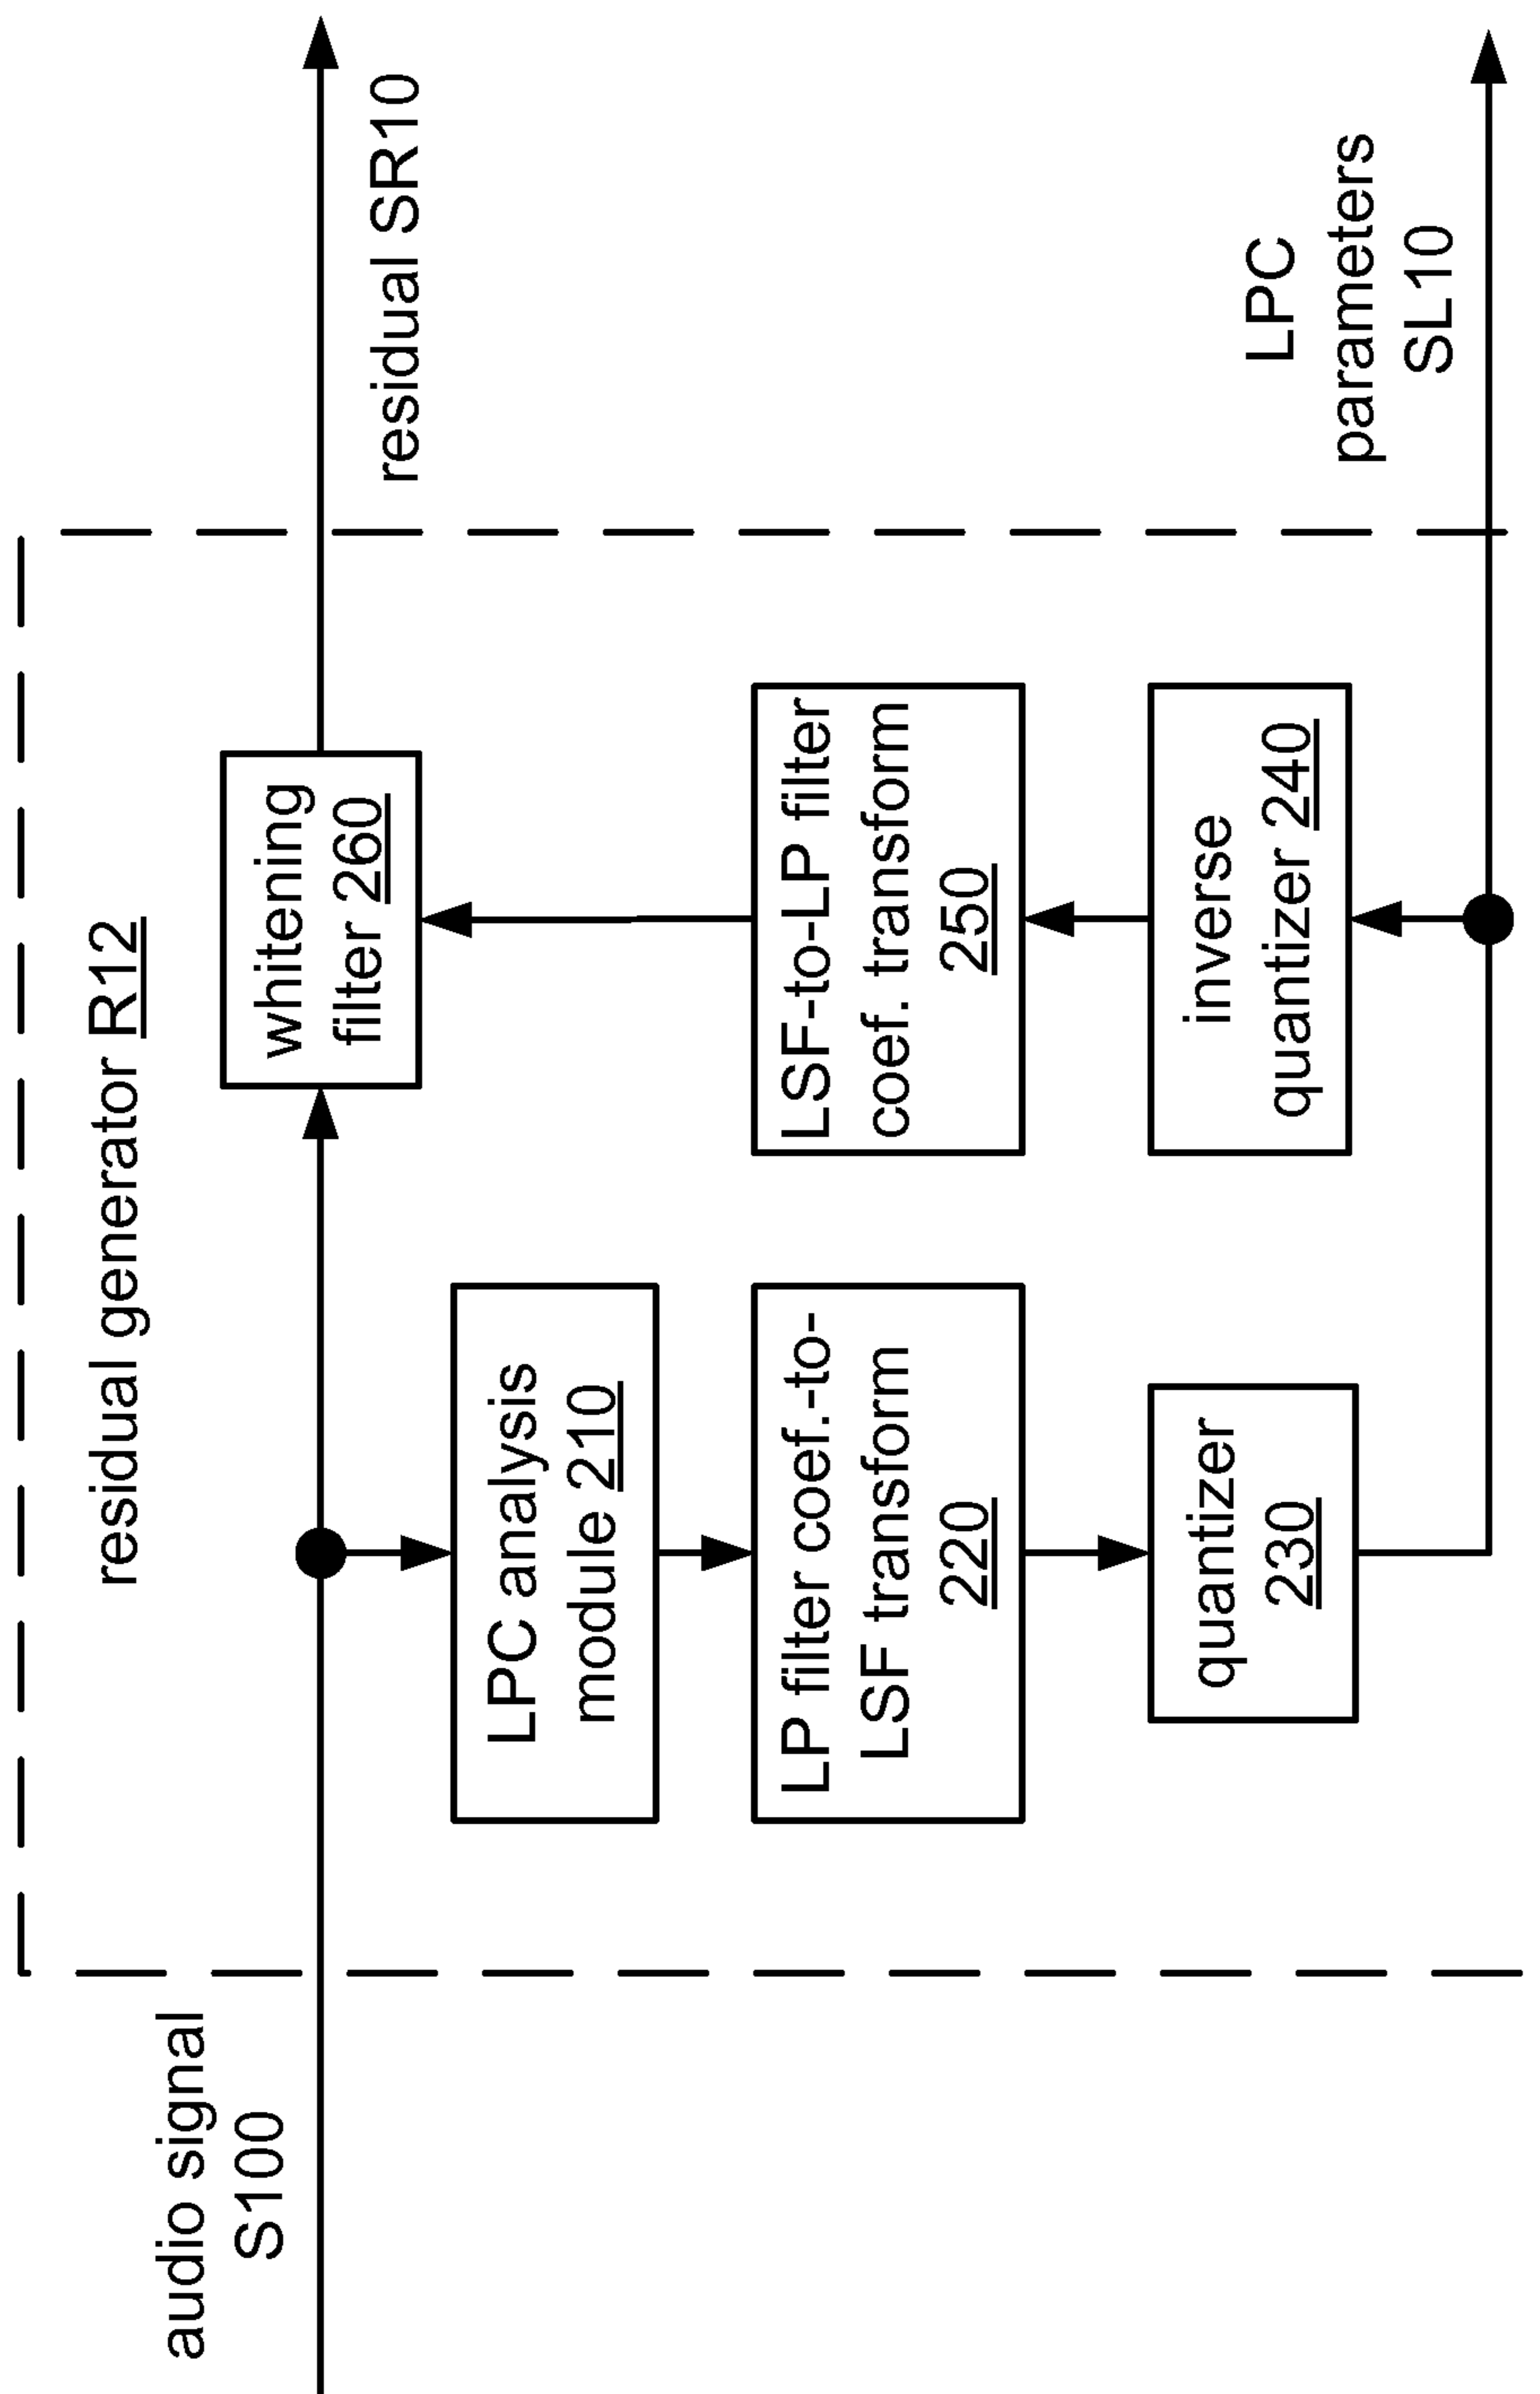 residual generator R12
audio signal
S100
whitening
filter 260
residual SR10
LPC analysis
module 210
LP filter coef.-to-
LSF transform
220
LSF-to-LP filter
coef. transform
250
quantizer
230
inverse
quantizer 240
LPC
parameters
SL10